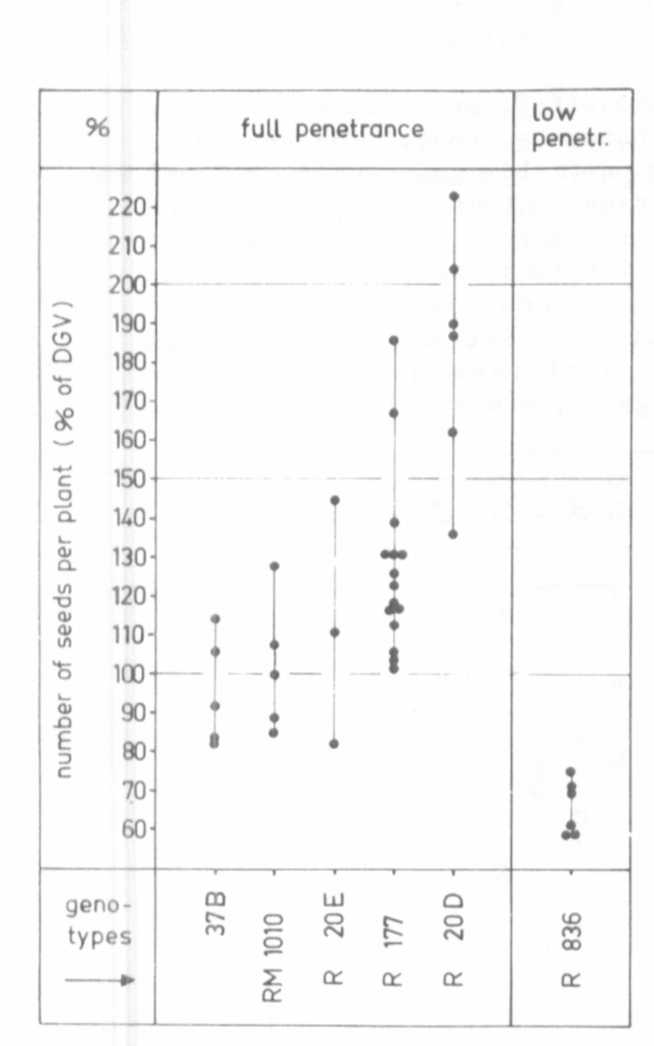 %
full penetrance
low
penetr.
number of seeds per plant (% of DGV)
220
210
200
190
180
170
160
150
140
130
120
110
100
90
80
70
60
geno-
types
37B
RM 1010
R 20E
R 177
R 20D
R 836